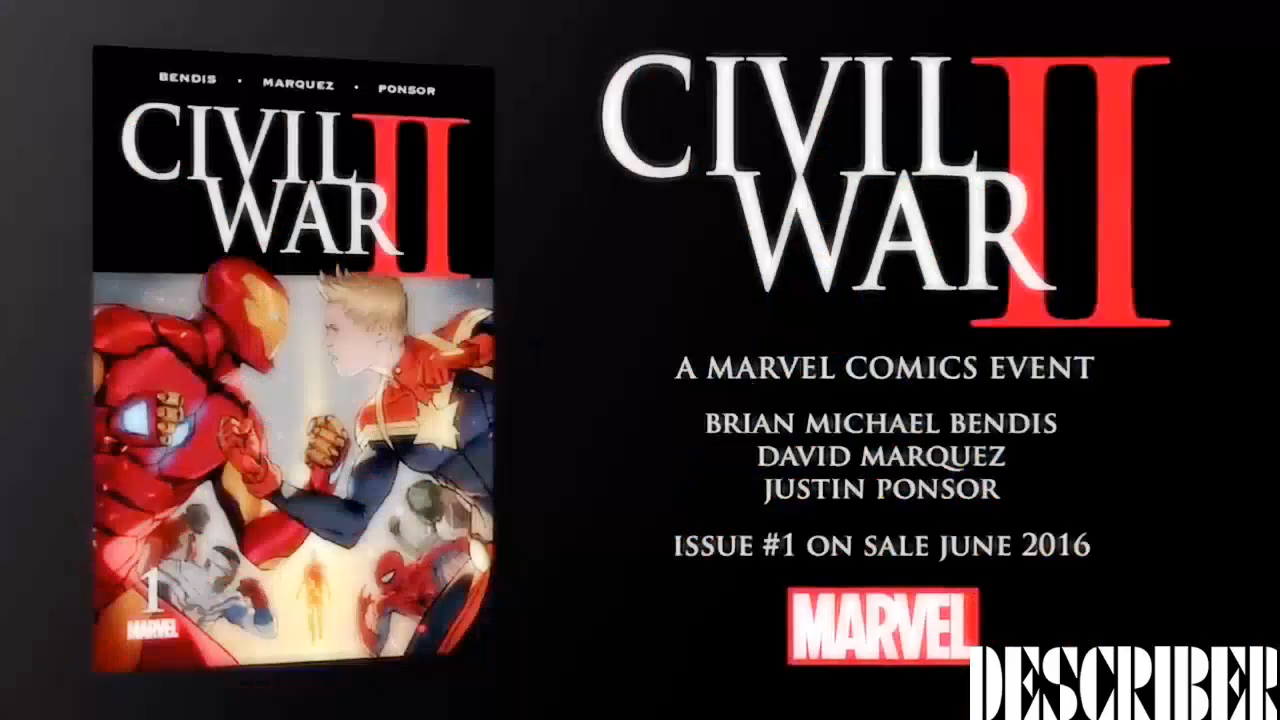 BENDIS • MARQUEZ • PONSOR
CIVIL
WAR II
1
MARVEL
CIVIL
WAR II
A MARVEL COMICS EVENT
BRIAN MICHAEL BENDIS
DAVID MARQUEZ
JUSTIN PONSOR
ISSUE #1 ON SALE JUNE 2016
MARVEL
DESCRIBER